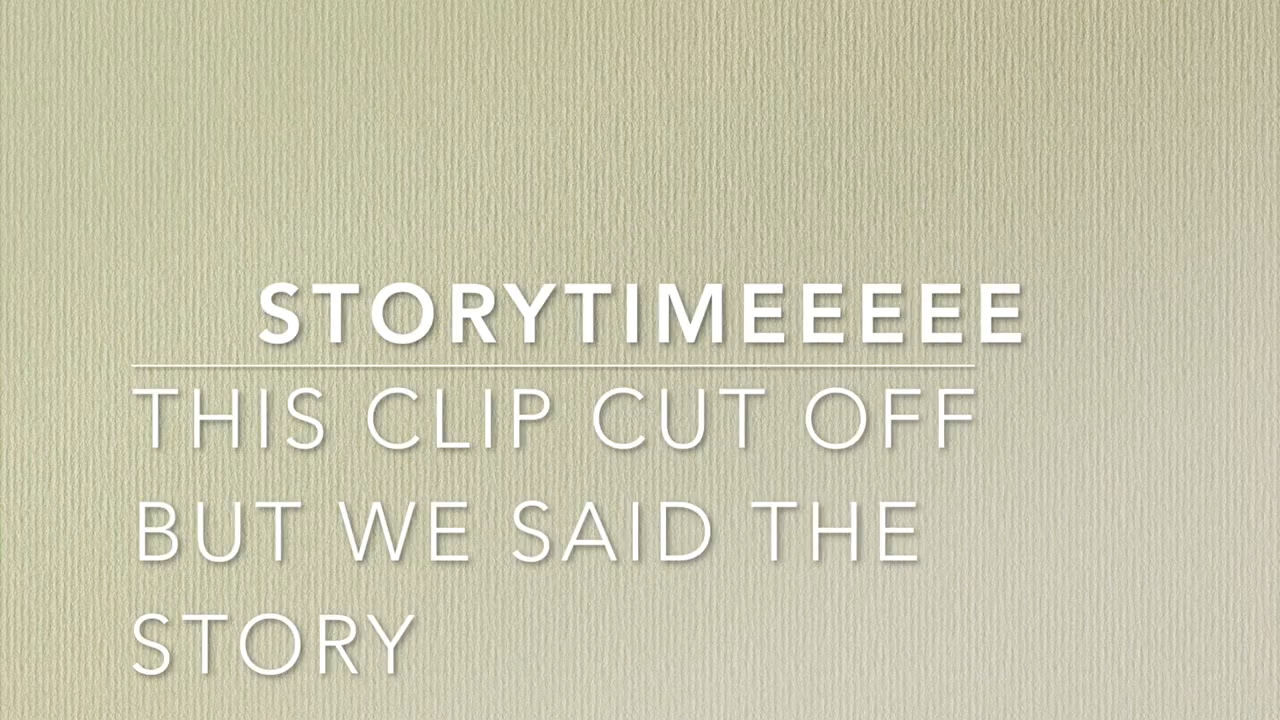 STORYTIMEEEEE
THIS CLIP CUT OFF
BUT WE SAID THE
STORY